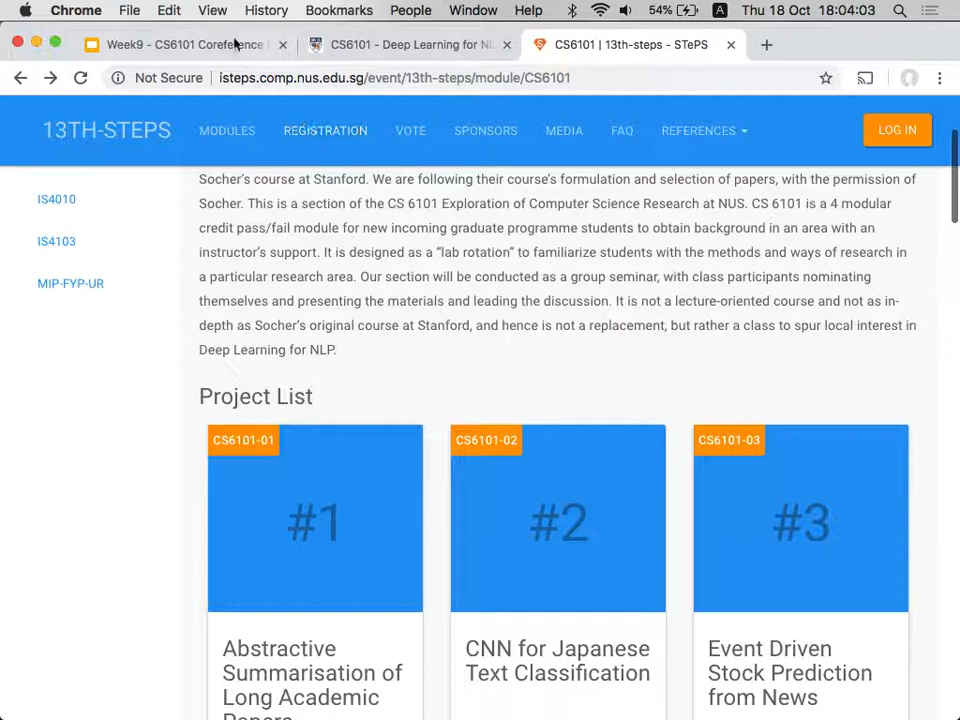 Chrome File Edit View History Bookmarks People Window Help 54% A Thu 18 Oct 18:04:03
Week9 - CS6101 Coreference CS6101 - Deep Learning for NL CS6101 | 13th-steps - STePS
Not Secure isteps.comp.nus.edu.sg/event/13th-steps/module/CS6101
13TH-STEPS MODULES REGISTRATION VOTE SPONSORS MEDIA FAQ REFERENCES LOG IN
IS4010
IS4103
MIP-FYP-UR
Socher's course at Stanford. We are following their course's formulation and selection of papers, with the permission of
Socher. This is a section of the CS 6101 Exploration of Computer Science Research at NUS. CS 6101 is a 4 modular
credit pass/fail module for new incoming graduate programme students to obtain background in an area with an
instructor's support. It is designed as a "lab rotation" to familiarize students with the methods and ways of research in
a particular research area. Our section will be conducted as a group seminar, with class participants nominating
themselves and presenting the materials and leading the discussion. It is not a lecture-oriented course and not as in-
depth as Socher's original course at Stanford, and hence is not a replacement, but rather a class to spur local interest in
Deep Learning for NLP.
Project List
CS6101-01
#1
Abstractive
Summarisation of
Long Academic
Papers
CS6101-02
#2
CNN for Japanese
Text Classification
CS6101-03
#3
Event Driven
Stock Prediction
from News